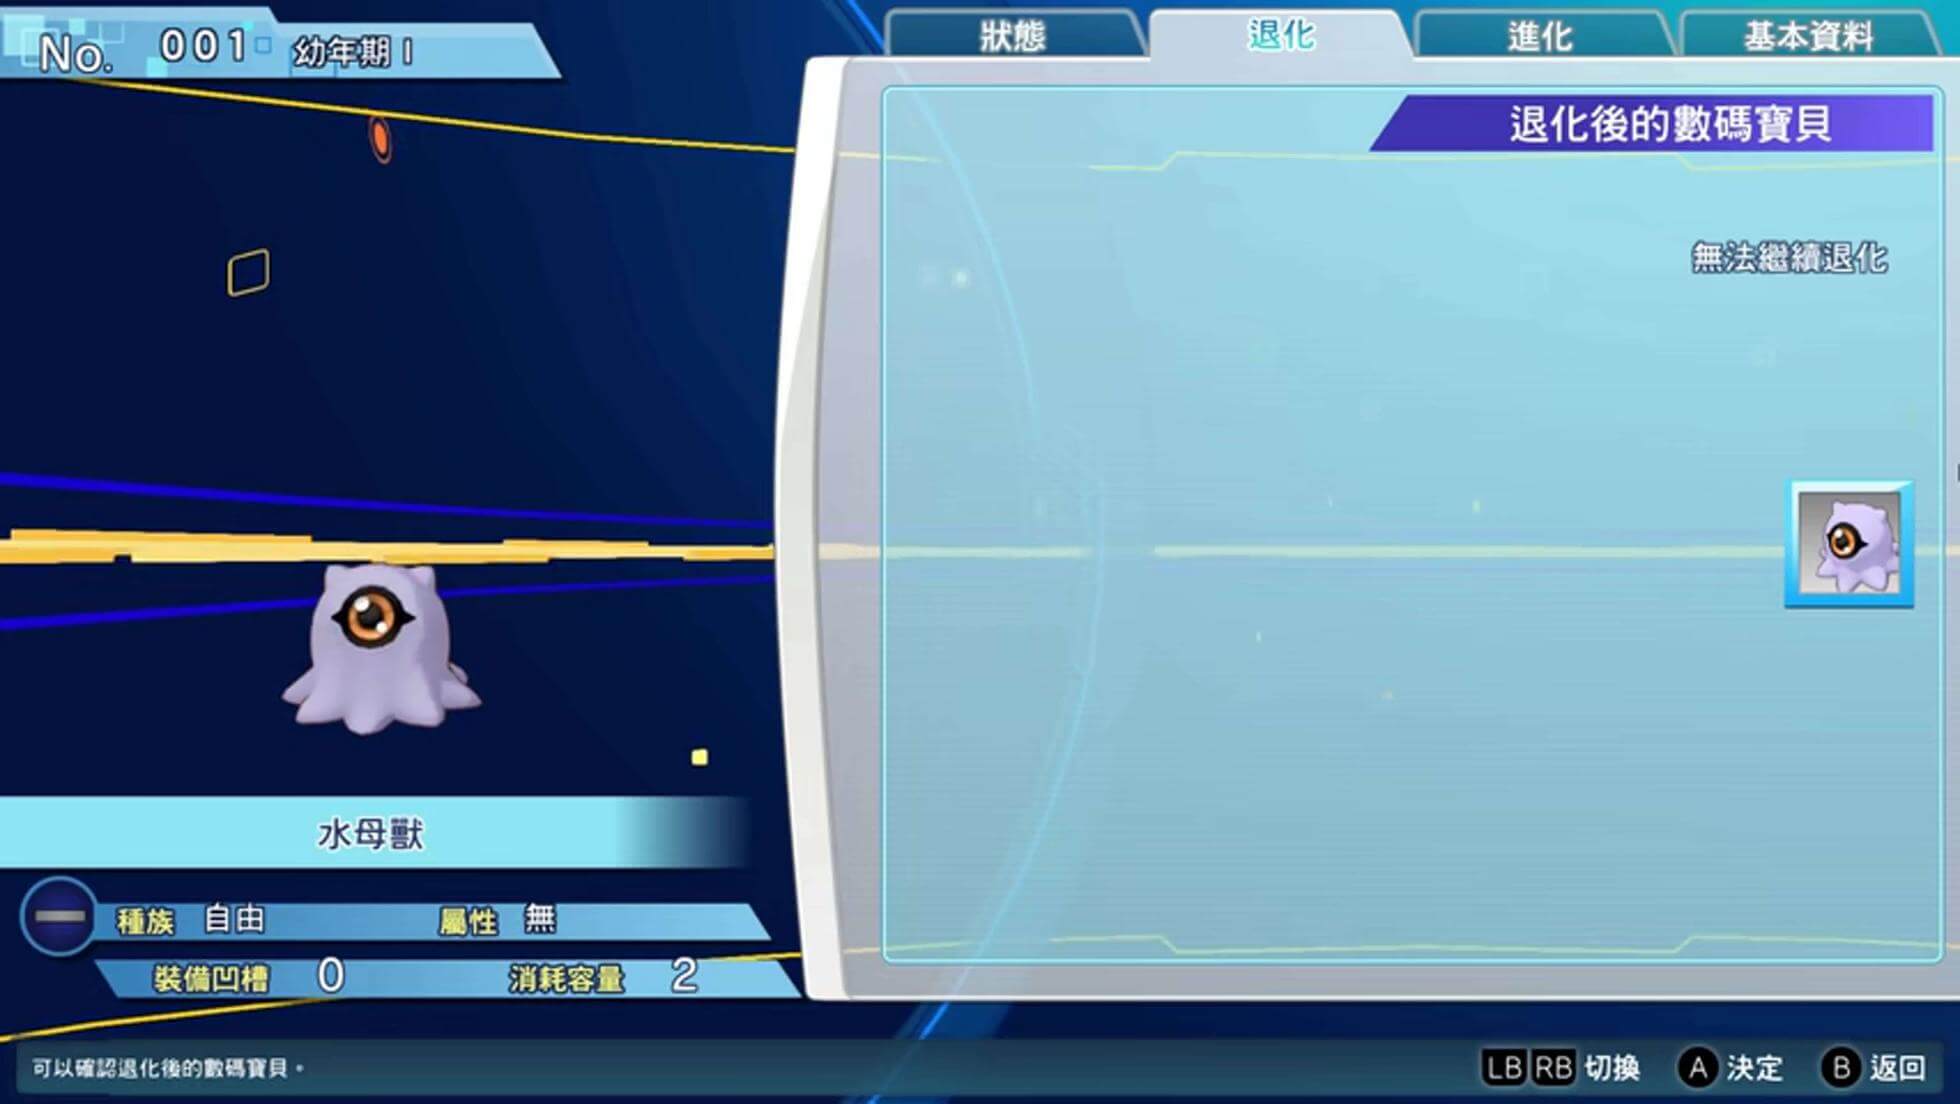 No. 001 幼年期 I
狀態 退化 進化 基本資料
退化後的數碼寶貝
無法繼續退化
水母獸
種族 自由 屬性 無
裝備凹槽 0 消耗容量 2
可以確認退化後的數碼寶貝。
LB RB 切換 A 決定 B 返回